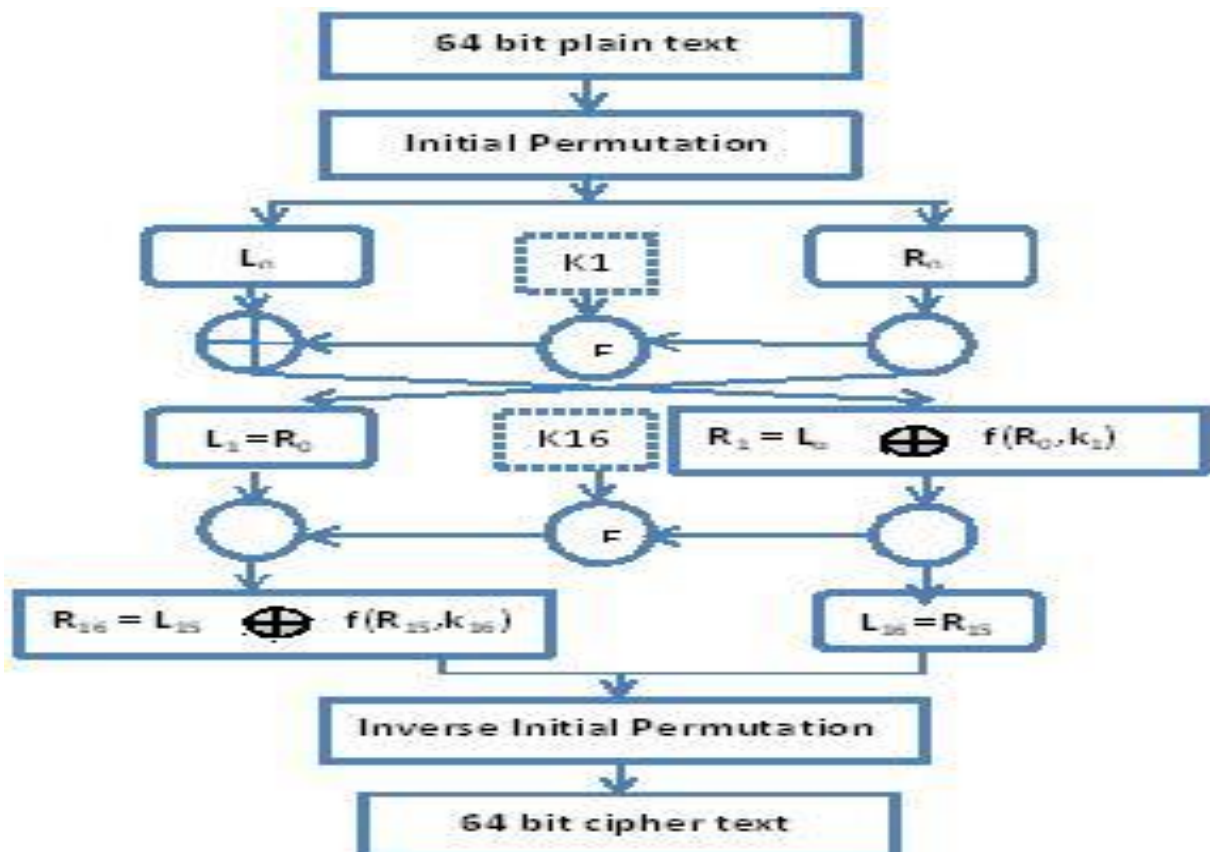 64 bit plain text
Initial Permutation
L₀
K1
R₀
F
L₁ = R₀
K16
R₁ = L₀ ⊕ f(R₀,k₁)
F
R₁₆ = L₁₅ ⊕ f(R₁₅,k₁₆)
L₁₆ = R₁₅
Inverse Initial Permutation
64 bit cipher text